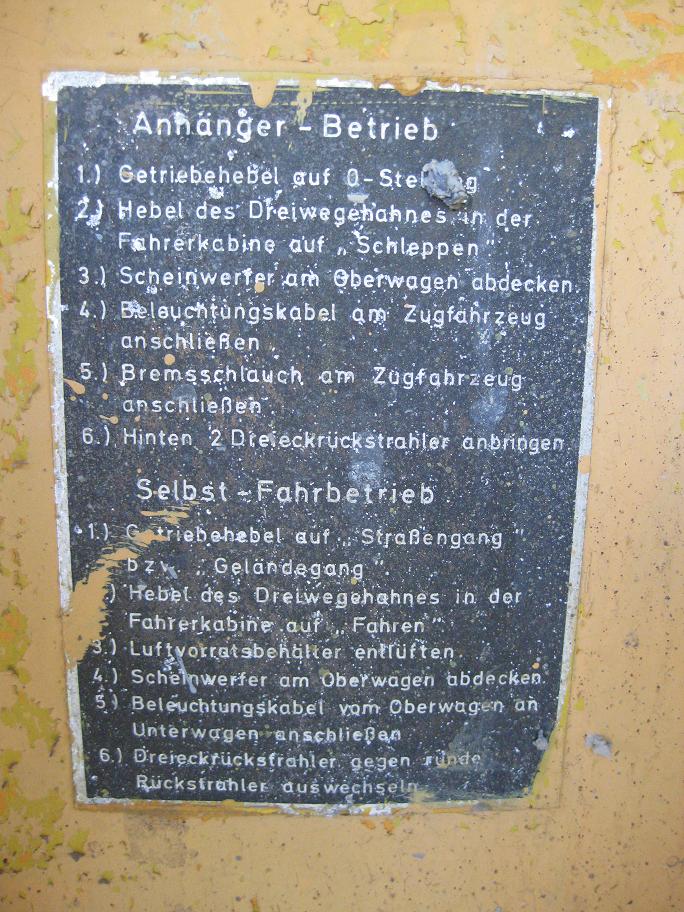 Anhänger - Betrieb
1.) Getriebehebel auf 0-Stellung
2.) Hebel des Dreiwegehahnes in der
Fahrerkabine auf „Schleppen"
3.) Scheinwerfer am Oberwagen abdecken.
4.) Beleuchtungskabel am Zugfahrzeug
anschließen
5.) Bremsschlauch am Zugfahrzeug
anschließen
6.) Hinten 2 Dreieckrückstrahler anbringen
Selbst - Fahrbetrieb
1.) Getriebehebel auf „Straßengang"
bzw. „Geländegang".
) Hebel des Dreiwegehahnes in der
Fahrerkabine auf „Fahren"
3.) Luftvorratsbehälter entlüften.
4.) Scheinwerfer am Oberwagen abdecken.
5.) Beleuchtungskabel vom Oberwagen an
Unterwagen anschließen
6.) Dreieckrückstrahler gegen runde
Rückstrahler auswechseln